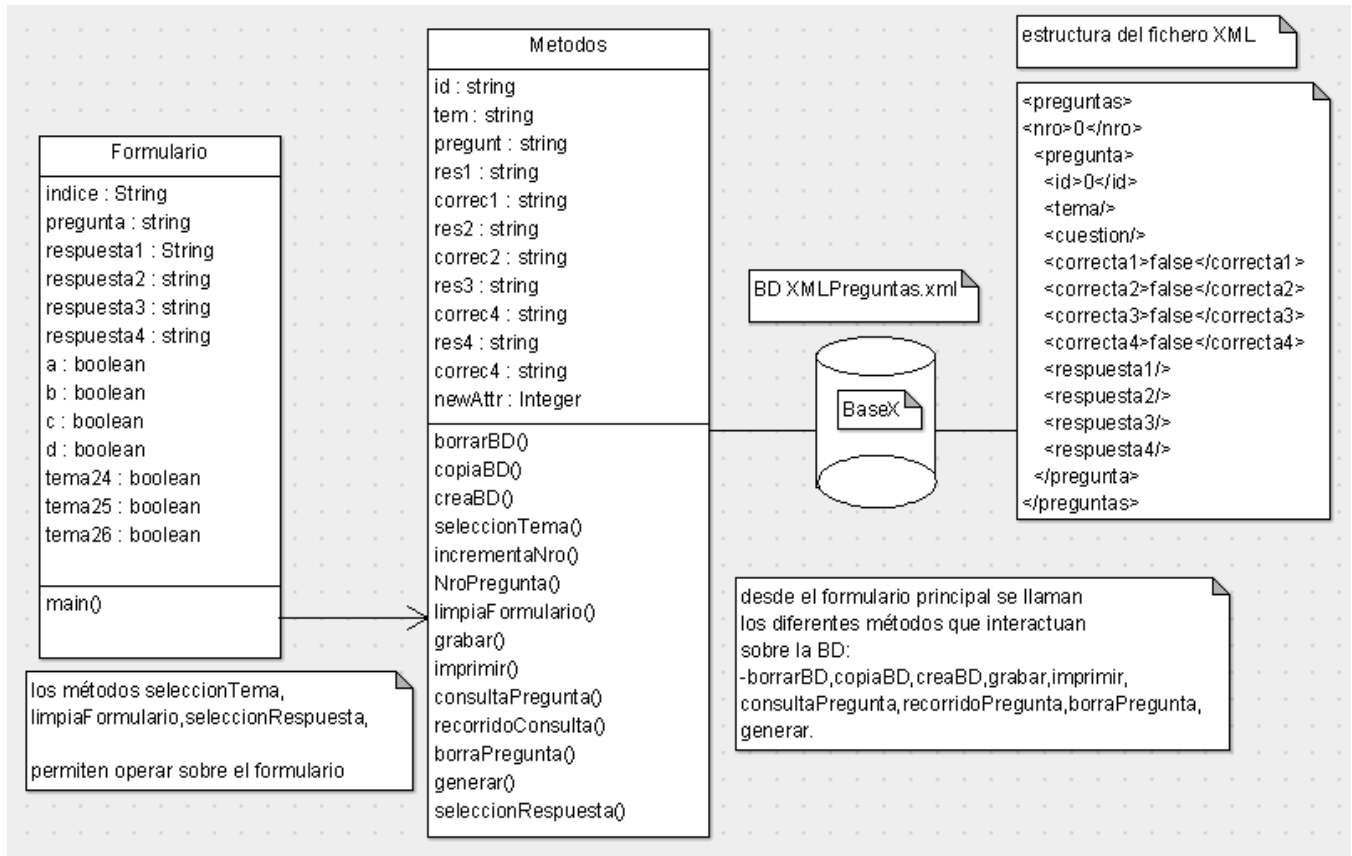 Formulario
indice : String
pregunta : string
respuesta1 : String
respuesta2 : string
respuesta3 : string
respuesta4 : string
a : boolean
b : boolean
c : boolean
d : boolean
tema24 : boolean
tema25 : boolean
tema26 : boolean
main()
los métodos seleccionTema,
limpiaFormulario,seleccionRespuesta,
permiten operar sobre el formulario
Metodos
id : string
tem : string
pregunt : string
res1 : string
correc1 : string
res2 : string
correc2 : string
res3 : string
correc4 : string
res4 : string
correc4 : string
newAttr : Integer
borrarBD()
copiaBD()
creaBD()
seleccionTema()
incrementaNro()
NroPregunta()
limpiaFormulario()
grabar()
imprimir()
consultaPregunta()
recorridoConsulta()
borraPregunta()
generar()
seleccionRespuesta()
BD XMLPreguntas.xml
BaseX
estructura del fichero XML
<preguntas>
<nro>0</nro>
<pregunta>
<id>0</id>
<tema/>
<cuestion/>
<correcta1>false</correcta1>
<correcta2>false</correcta2>
<correcta3>false</correcta3>
<correcta4>false</correcta4>
<respuesta1/>
<respuesta2/>
<respuesta3/>
<respuesta4/>
</pregunta>
</preguntas>
desde el formulario principal se llaman
los diferentes métodos que interactuan
sobre la BD:
-borrarBD,copiaBD,creaBD,grabar,imprimir,
consultaPregunta,recorridoPregunta,borraPregunta,
generar.